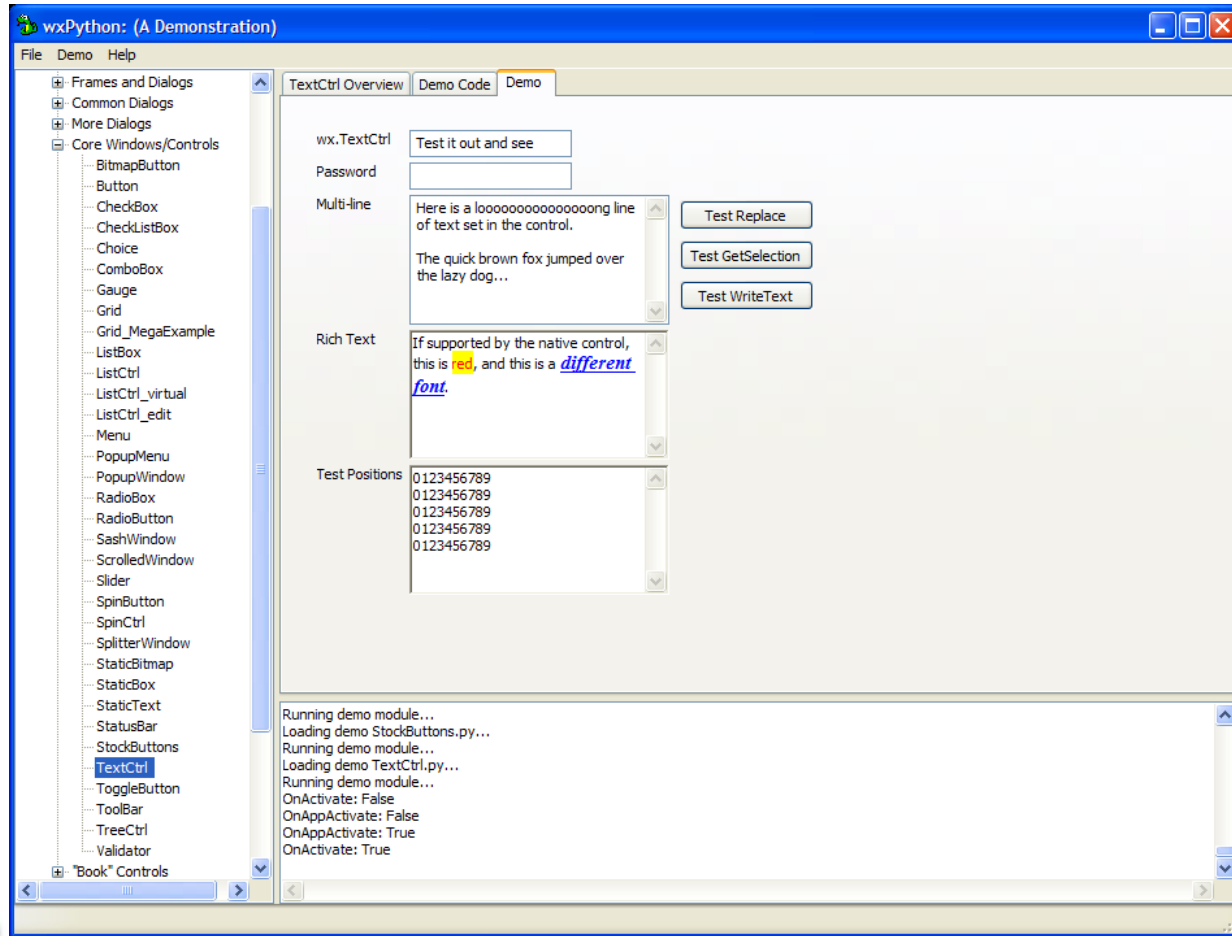 wxPython: (A Demonstration)
File Demo Help
Frames and Dialogs
Common Dialogs
More Dialogs
Core Windows/Controls
BitmapButton
Button
CheckBox
CheckListBox
Choice
ComboBox
Gauge
Grid
Grid_MegaExample
ListBox
ListCtrl
ListCtrl_virtual
ListCtrl_edit
Menu
PopupMenu
PopupWindow
RadioBox
RadioButton
SashWindow
ScrolledWindow
Slider
SpinButton
SpinCtrl
SplitterWindow
StaticBitmap
StaticBox
StaticText
StatusBar
StockButtons
TextCtrl
ToggleButton
ToolBar
TreeCtrl
Validator
"Book" Controls
TextCtrl Overview Demo Code Demo
wx.TextCtrl Test it out and see
Password
Multi-line
Here is a looooooooooooooong line
of text set in the control.
The quick brown fox jumped over
the lazy dog...
Test Replace
Test GetSelection
Test WriteText
Rich Text
If supported by the native control,
this is red, and this is a different
font.
Test Positions
0123456789
0123456789
0123456789
0123456789
0123456789
Running demo module...
Loading demo StockButtons.py...
Running demo module...
Loading demo TextCtrl.py...
Running demo module...
OnActivate: False
OnAppActivate: False
OnAppActivate: True
OnActivate: True